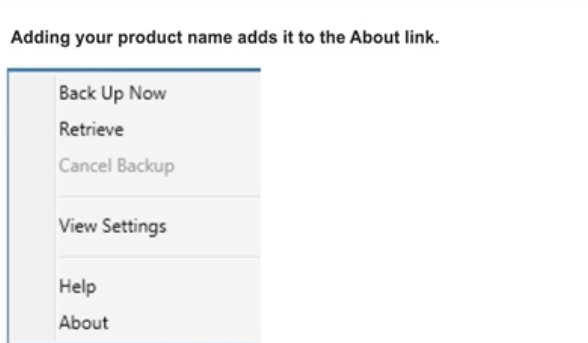 Adding your product name adds it to the About link.
Back Up Now
Retrieve
Cancel Backup
View Settings
Help
About